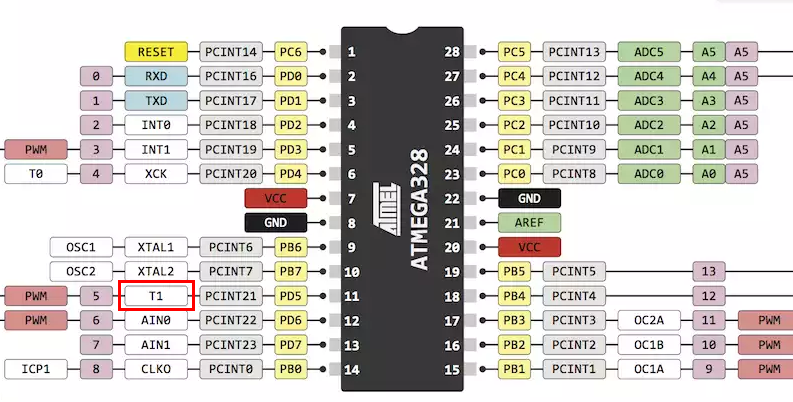 RESET PCINT14 PC6 1 28 PC5 PCINT13 ADC5 A5 A5
0 RXD PCINT16 PD0 2 27 PC4 PCINT12 ADC4 A4 A5
1 TXD PCINT17 PD1 3 26 PC3 PCINT11 ADC3 A3 A5
2 INT0 PCINT18 PD2 4 25 PC2 PCINT10 ADC2 A2 A5
PWM 3 INT1 PCINT19 PD3 5 24 PC1 PCINT9 ADC1 A1 A5
T0 4 XCK PCINT20 PD4 6 23 PC0 PCINT8 ADC0 A0 A5
VCC 7 22 GND
GND 8 21 AREF
OSC1 XTAL1 PCINT6 PB6 9 20 VCC
OSC2 XTAL2 PCINT7 PB7 10 19 PB5 PCINT5 13
PWM 5 T1 PCINT21 PD5 11 18 PB4 PCINT4 12
PWM 6 AIN0 PCINT22 PD6 12 17 PB3 PCINT3 OC2A 11 PWM
7 AIN1 PCINT23 PD7 13 16 PB2 PCINT2 OC1B 10 PWM
ICP1 8 CLKO PCINT0 PB0 14 15 PB1 PCINT1 OC1A 9 PWM
ATMEL
ATMEGA328